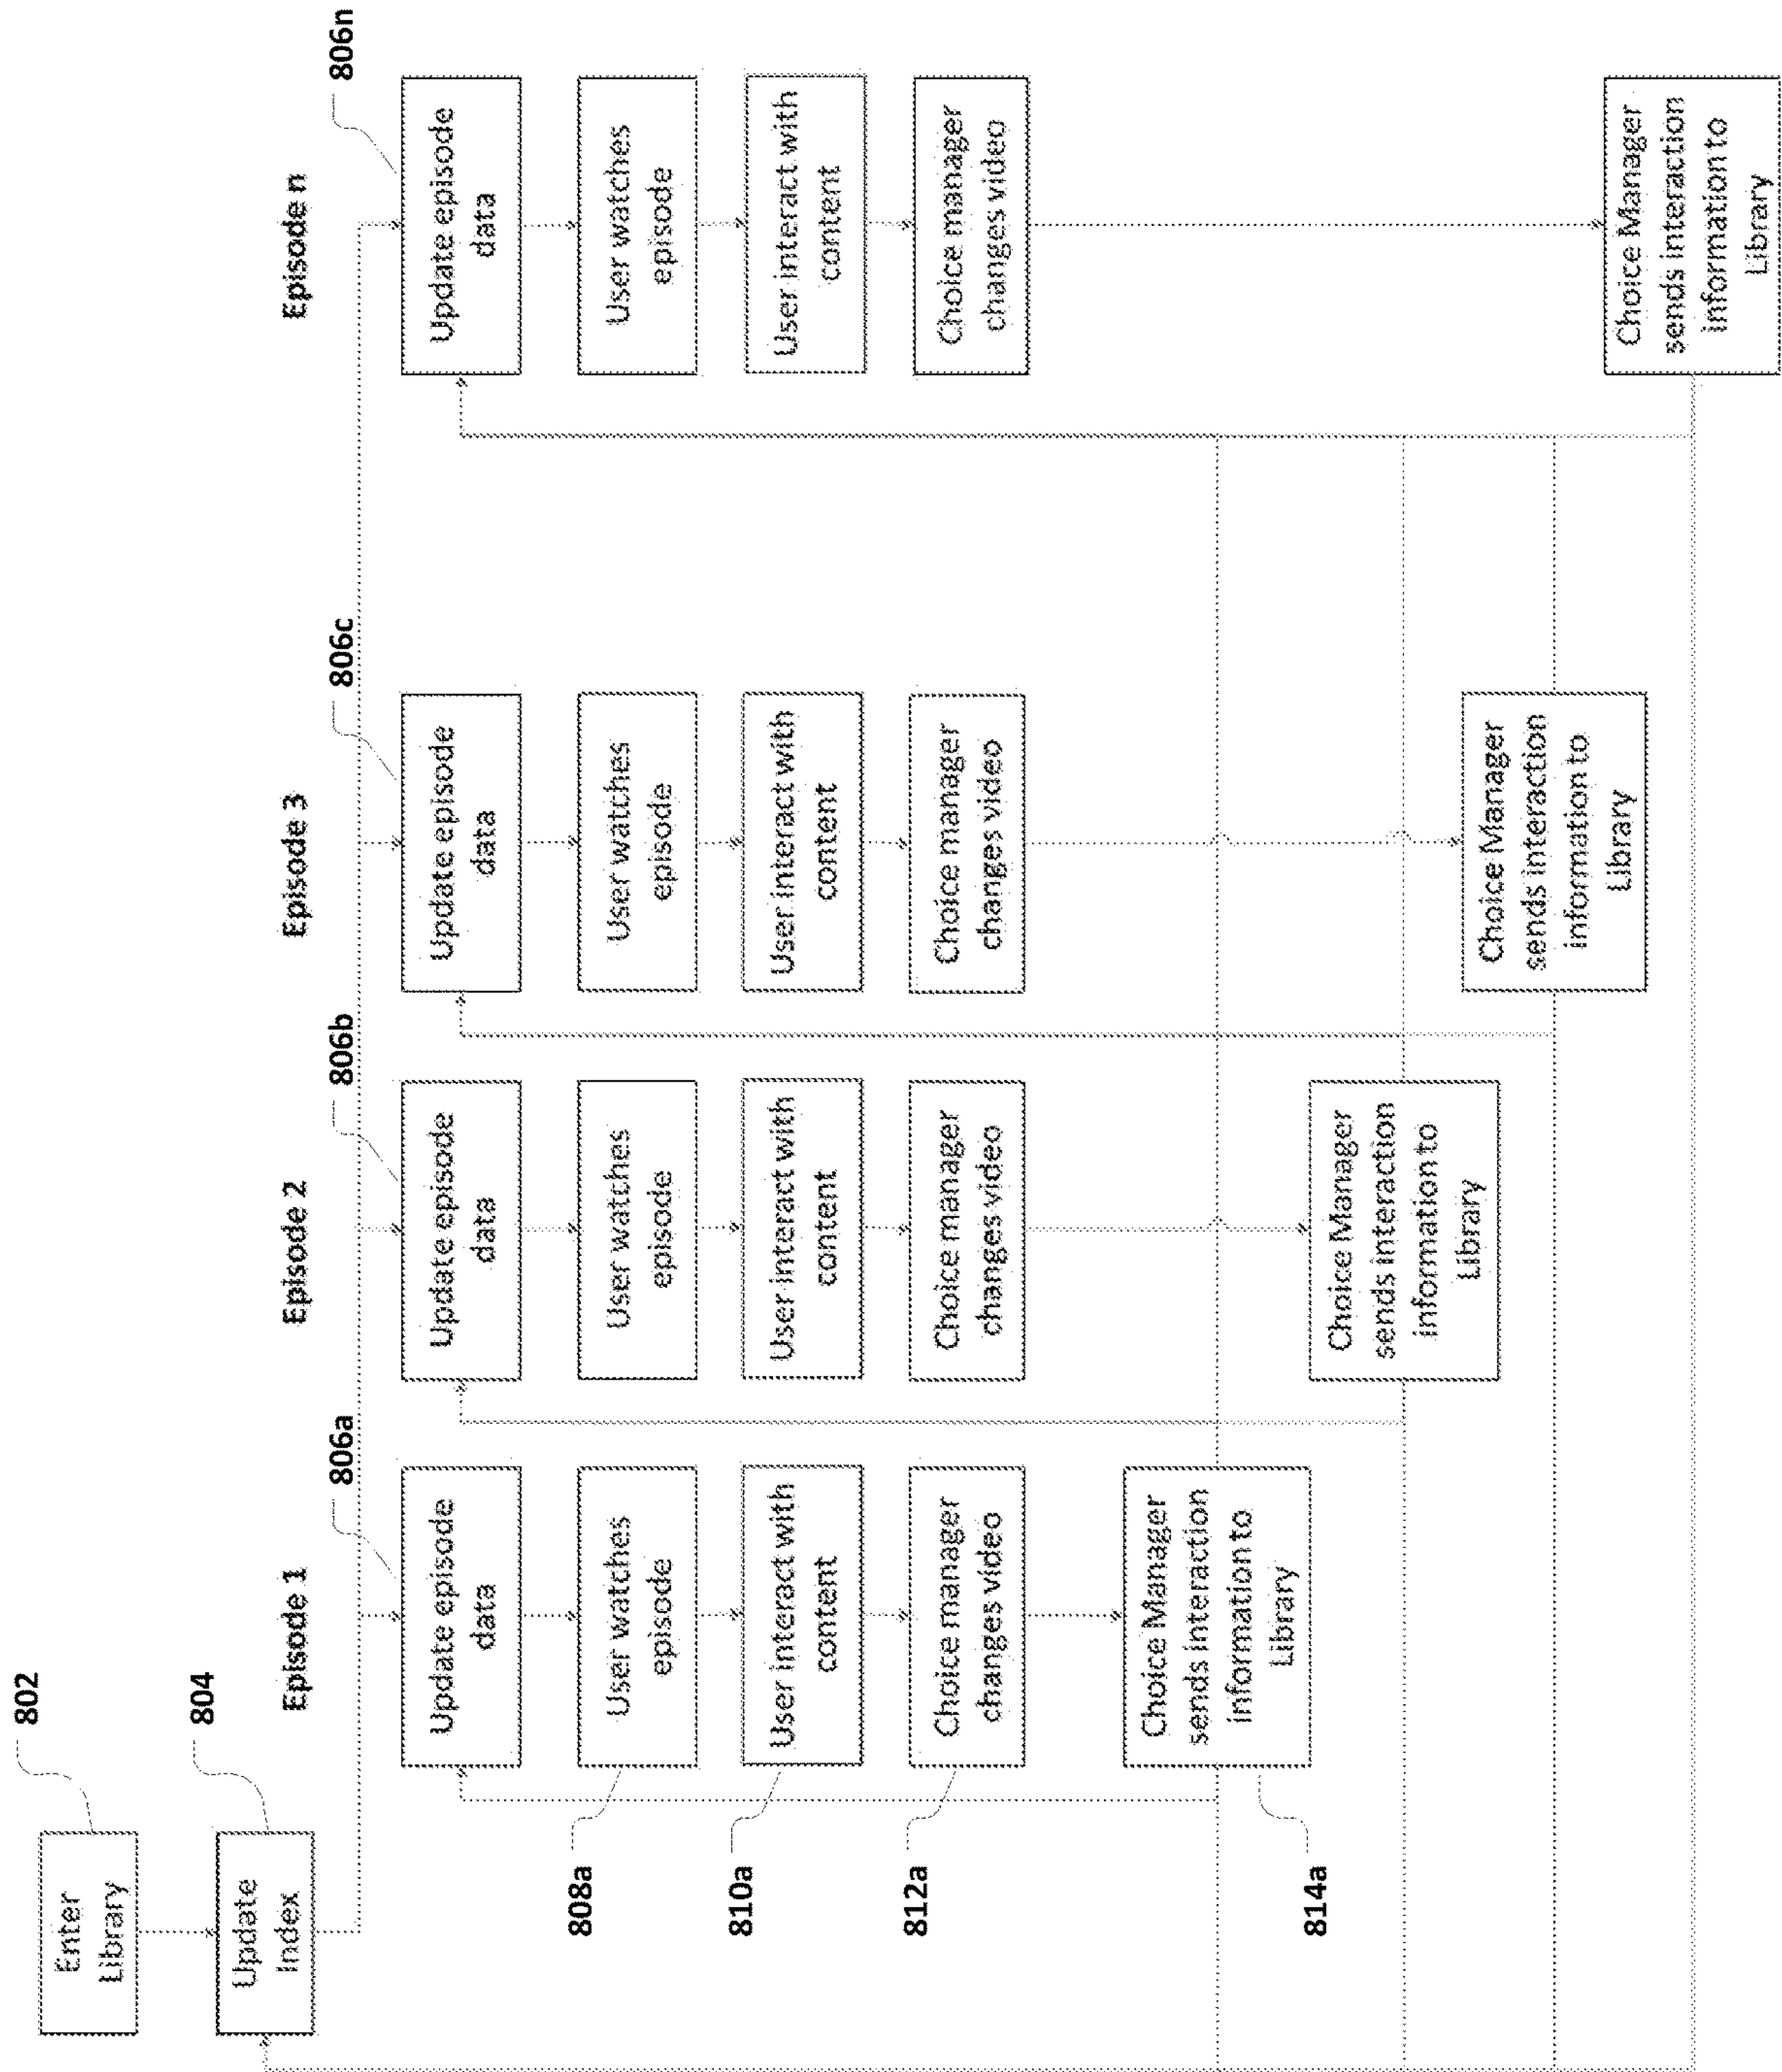 802
Enter
Library
804
Update
Index
Episode 1
806a
Update episode
data
808a
User watches
episode
810a
User interact with
content
812a
Choice manager
changes video
814a
Choice Manager
sends interaction
information to
Library
Episode 2
806b
Update episode
data
User watches
episode
User interact with
content
Choice manager
changes video
Choice Manager
sends interaction
information to
Library
Episode 3
806c
Update episode
data
User watches
episode
User interact with
content
Choice manager
changes video
Choice Manager
sends interaction
information to
Library
Episode n
806n
Update episode
data
User watches
episode
User interact with
content
Choice manager
changes video
Choice Manager
sends interaction
information to
Library